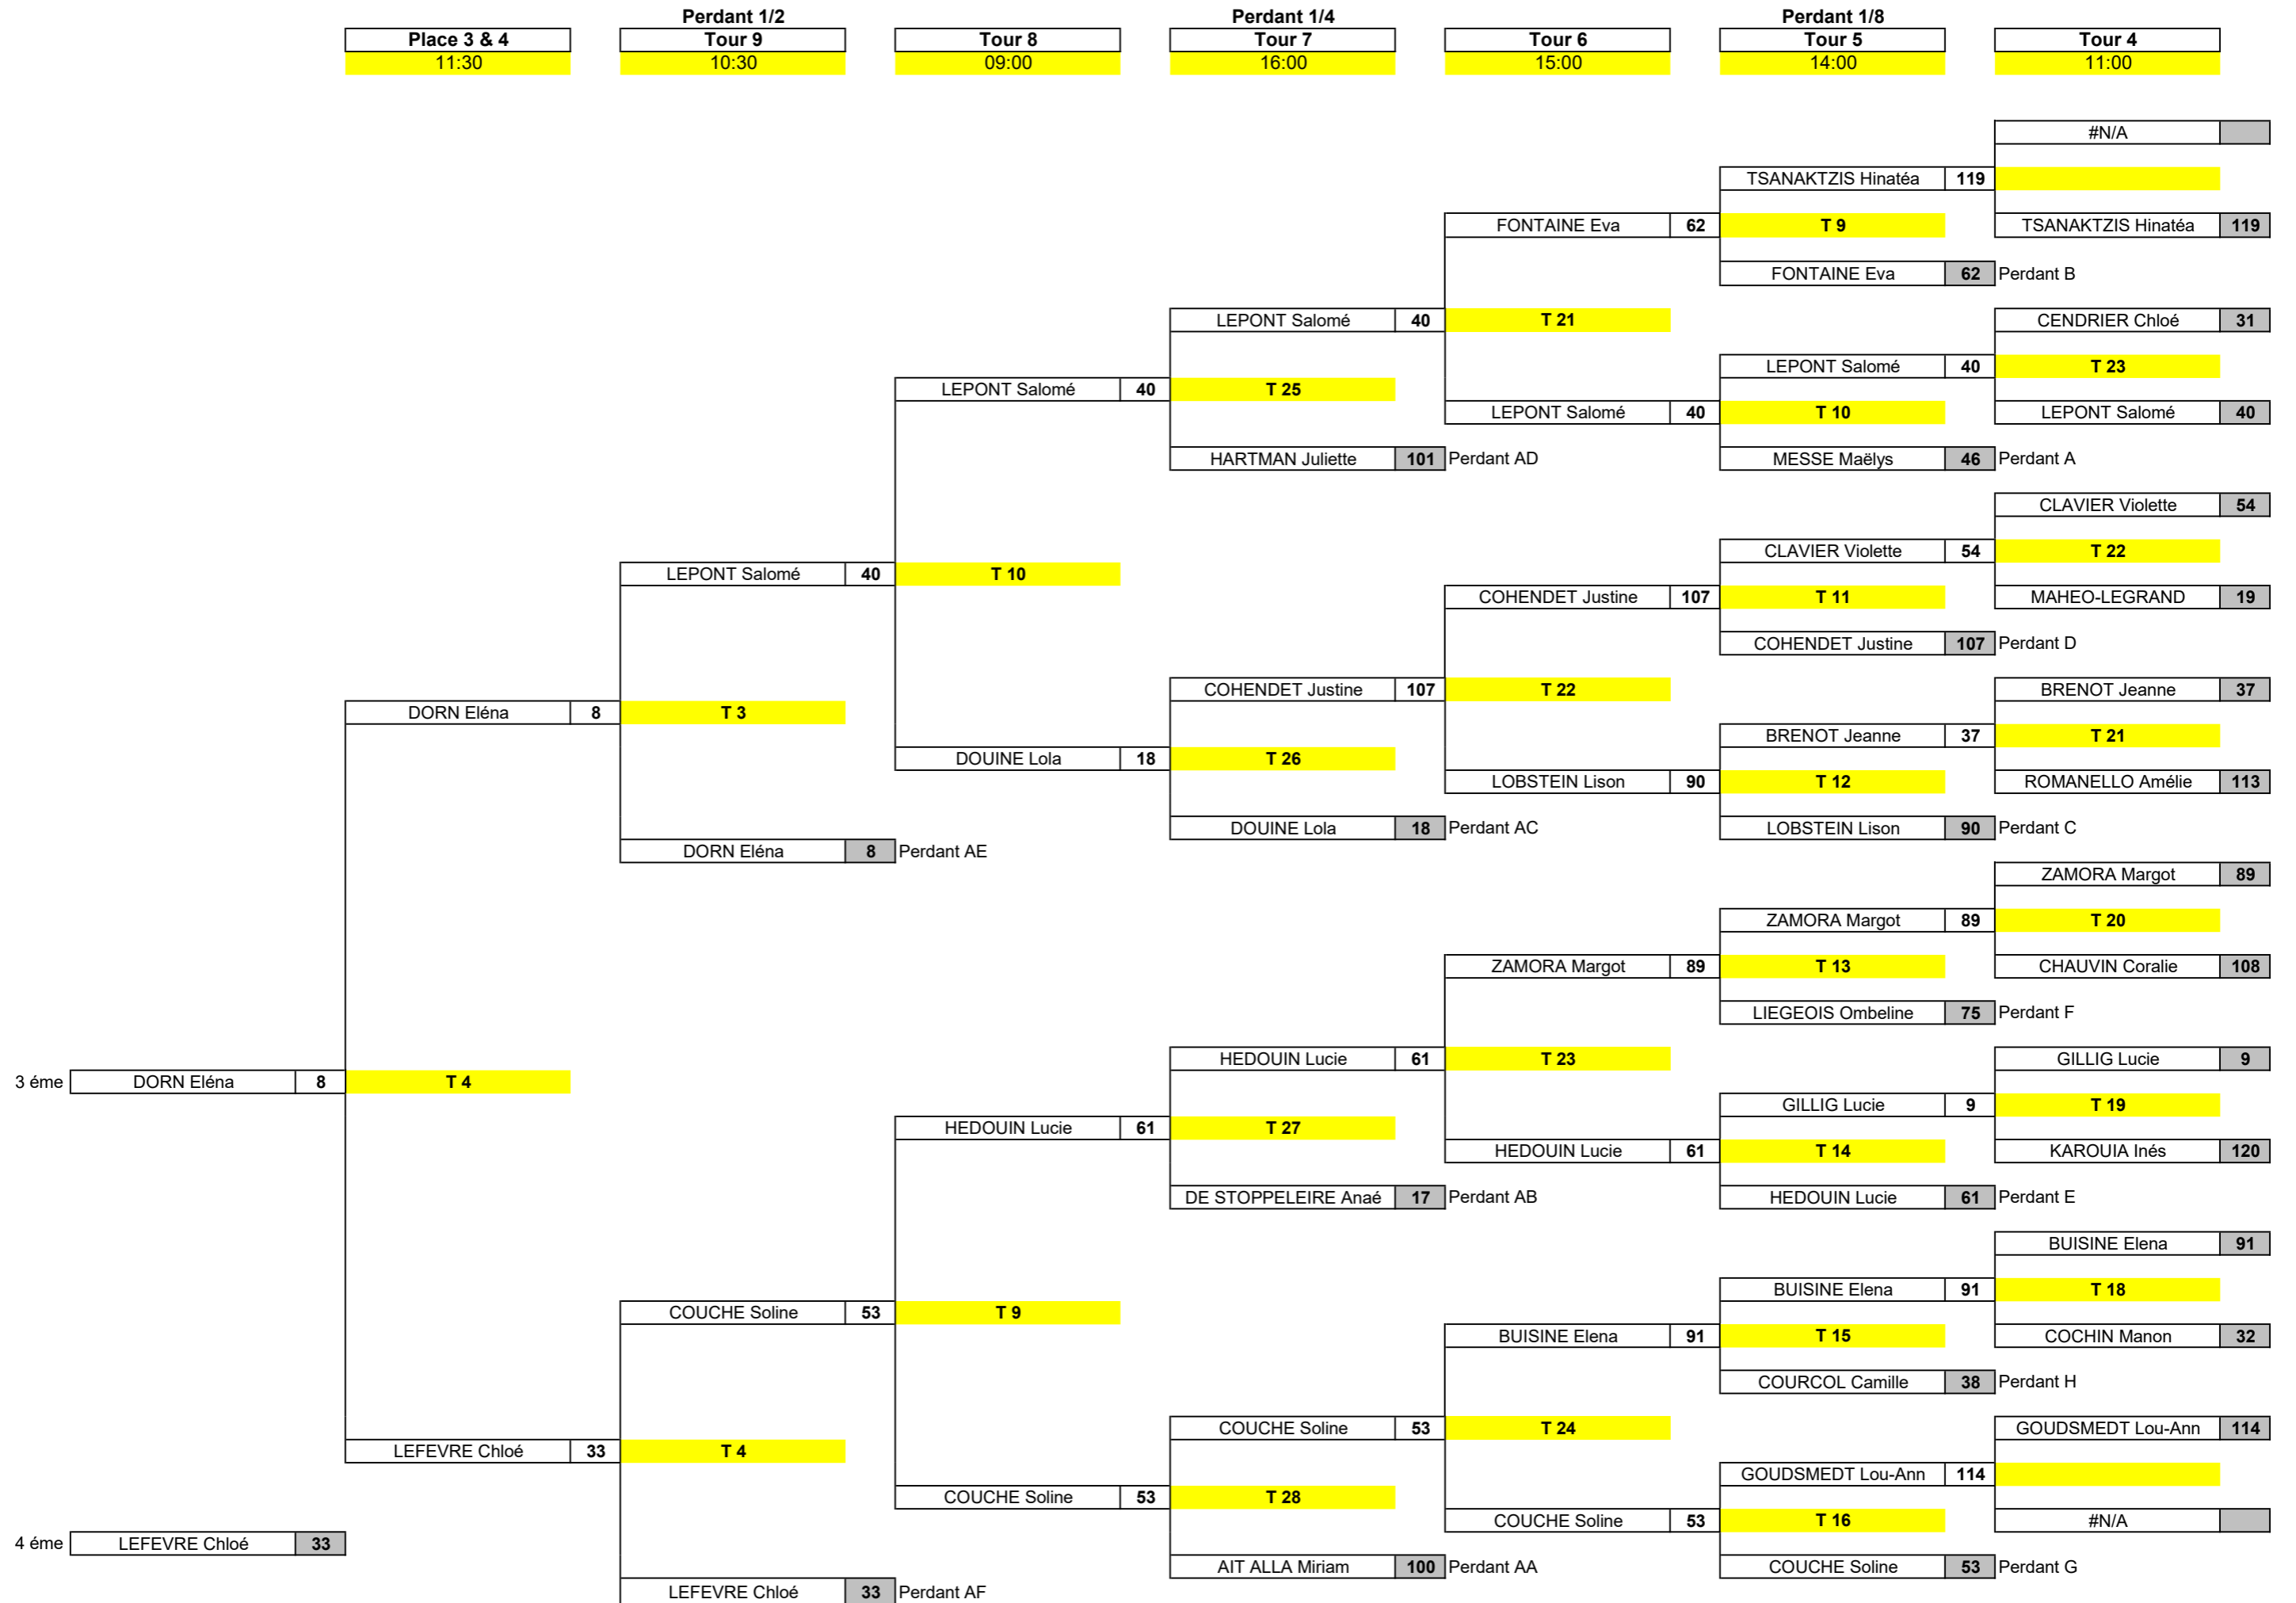 Perdant 1/2 Perdant 1/4 Perdant 1/8
Place 3 & 4 Tour 9 Tour 8 Tour 7 Tour 6 Tour 5 Tour 4
11:30 10:30 09:00 16:00 15:00 14:00 11:00
#N/A
TSANAKTZIS Hinatéa 119
FONTAINE Eva 62 T 9 TSANAKTZIS Hinatéa 119
FONTAINE Eva 62 Perdant B
LEPONT Salomé 40 T 21 CENDRIER Chloé 31
LEPONT Salomé 40 T 23
LEPONT Salomé 40 T 25
LEPONT Salomé 40 T 10 LEPONT Salomé 40
HARTMAN Juliette 101 Perdant AD MESSE Maëlys 46 Perdant A
CLAVIER Violette 54
CLAVIER Violette 54 T 22
LEPONT Salomé 40 T 10
COHENDET Justine 107 T 11 MAHEO-LEGRAND 19
COHENDET Justine 107 Perdant D
COHENDET Justine 107 T 22 BRENOT Jeanne 37
DORN Eléna 8 T 3
BRENOT Jeanne 37 T 21
DOUINE Lola 18 T 26
LOBSTEIN Lison 90 T 12 ROMANELLO Amélie 113
DOUINE Lola 18 Perdant AC LOBSTEIN Lison 90 Perdant C
DORN Eléna 8 Perdant AE
ZAMORA Margot 89
ZAMORA Margot 89 T 20
ZAMORA Margot 89 T 13 CHAUVIN Coralie 108
LIEGEOIS Ombeline 75 Perdant F
HEDOUIN Lucie 61 T 23 GILLIG Lucie 9
3 éme DORN Eléna 8 T 4
GILLIG Lucie 9 T 19
HEDOUIN Lucie 61 T 27
HEDOUIN Lucie 61 T 14 KAROUIA Inés 120
DE STOPPELEIRE Anaé 17 Perdant AB HEDOUIN Lucie 61 Perdant E
BUISINE Elena 91
BUISINE Elena 91 T 18
COUCHE Soline 53 T 9
BUISINE Elena 91 T 15 COCHIN Manon 32
COURCOL Camille 38 Perdant H
COUCHE Soline 53 T 24 GOUDSMEDT Lou-Ann 114
LEFEVRE Chloé 33 T 4
GOUDSMEDT Lou-Ann 114
COUCHE Soline 53 T 28
COUCHE Soline 53 T 16 #N/A
4 éme LEFEVRE Chloé 33
AIT ALLA Miriam 100 Perdant AA COUCHE Soline 53 Perdant G
LEFEVRE Chloé 33 Perdant AF